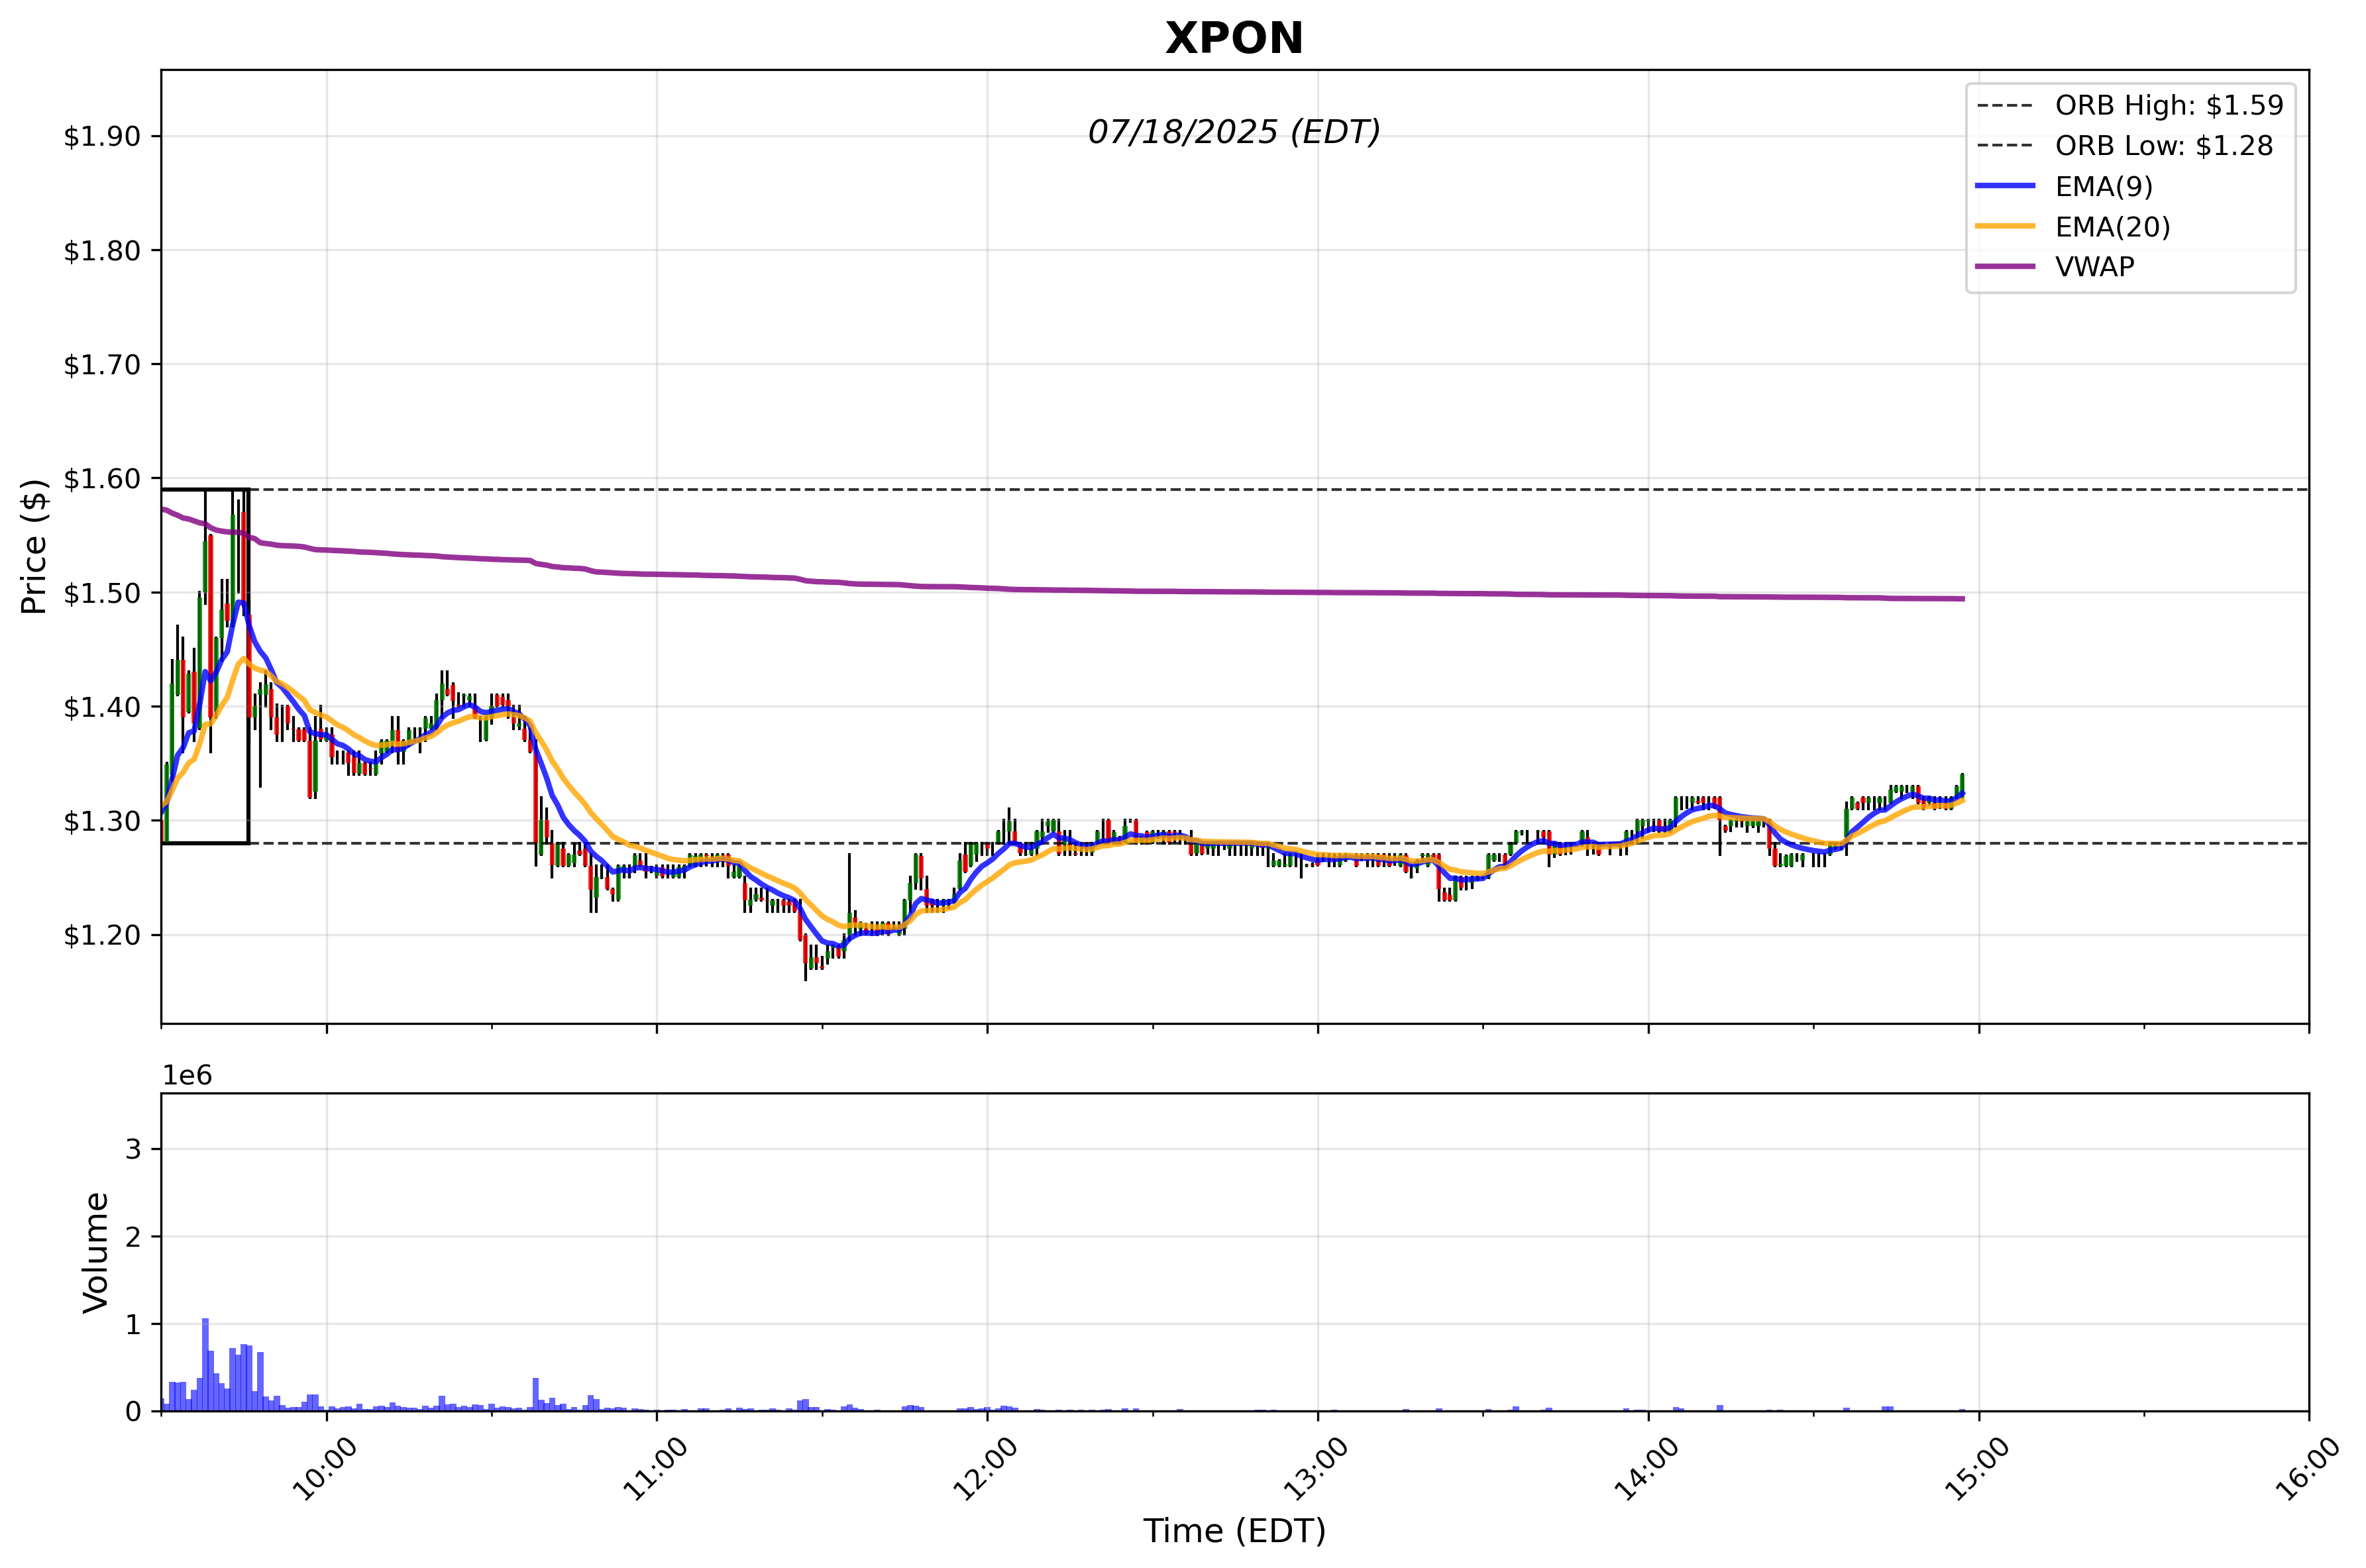 XPON
07/18/2025 (EDT)
ORB High: $1.59
ORB Low: $1.28
EMA(9)
EMA(20)
VWAP
Price ($)
$1.90
$1.80
$1.70
$1.60
$1.50
$1.40
$1.30
$1.20
1e6
Volume
3
2
1
0
10:00
11:00
12:00
13:00
14:00
15:00
16:00
Time (EDT)